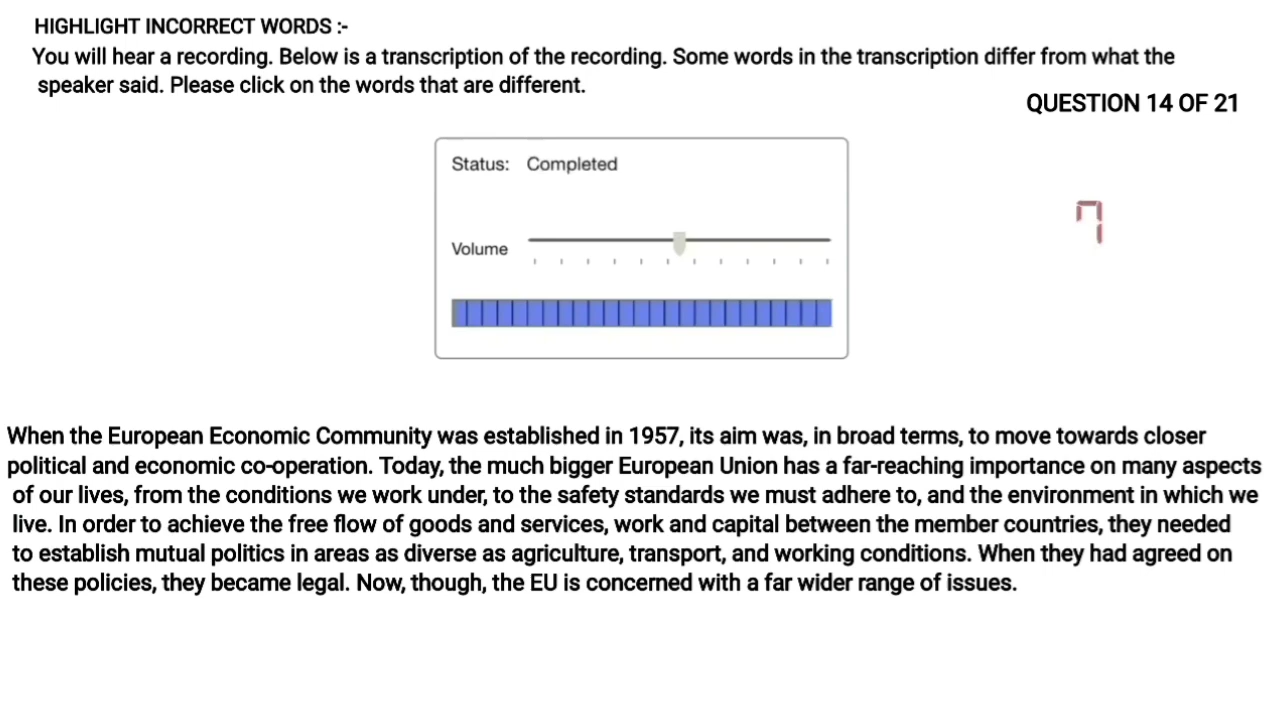 HIGHLIGHT INCORRECT WORDS :-
You will hear a recording. Below is a transcription of the recording. Some words in the transcription differ from what the
speaker said. Please click on the words that are different.
QUESTION 14 OF 21
Status: Completed
7
Volume
When the European Economic Community was established in 1957, its aim was, in broad terms, to move towards closer
political and economic co-operation. Today, the much bigger European Union has a far-reaching importance on many aspects
of our lives, from the conditions we work under, to the safety standards we must adhere to, and the environment in which we
live. In order to achieve the free flow of goods and services, work and capital between the member countries, they needed
to establish mutual politics in areas as diverse as agriculture, transport, and working conditions. When they had agreed on
these policies, they became legal. Now, though, the EU is concerned with a far wider range of issues.